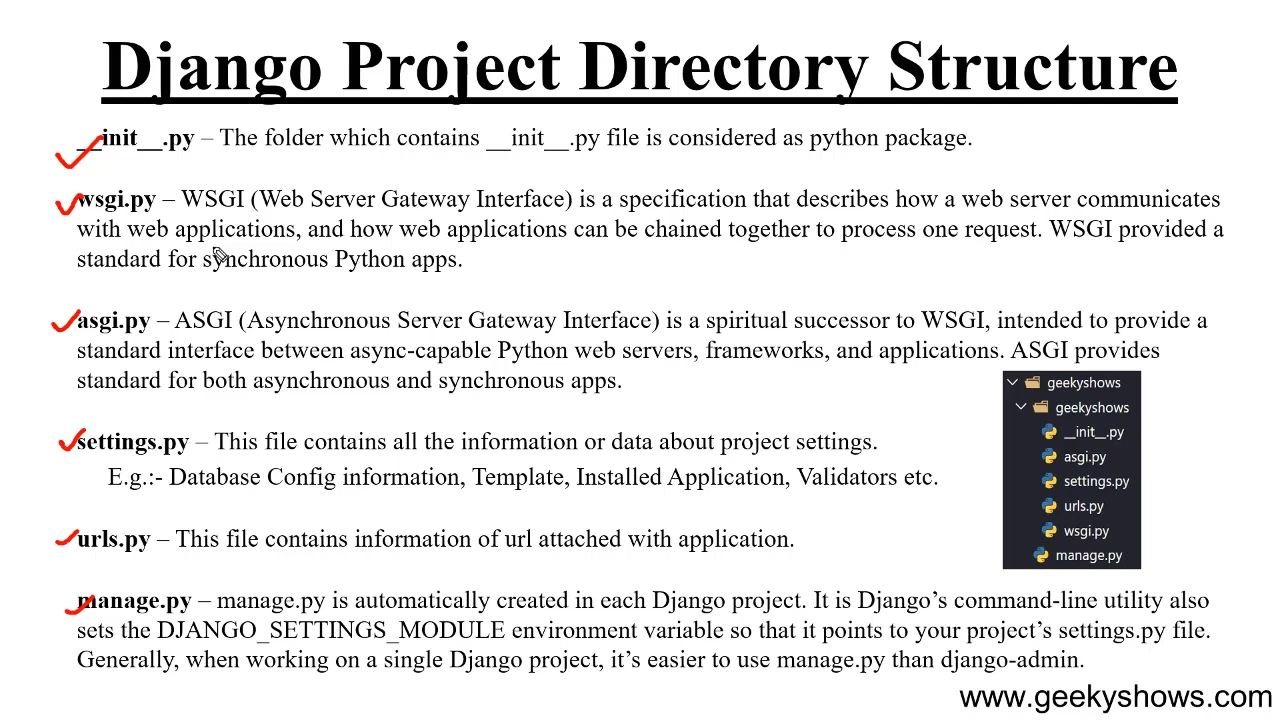 Django Project Directory Structure
__init__.py – The folder which contains __init__.py file is considered as python package.
wsgi.py – WSGI (Web Server Gateway Interface) is a specification that describes how a web server communicates
with web applications, and how web applications can be chained together to process one request. WSGI provided a
standard for synchronous Python apps.
asgi.py – ASGI (Asynchronous Server Gateway Interface) is a spiritual successor to WSGI, intended to provide a
standard interface between async-capable Python web servers, frameworks, and applications. ASGI provides
standard for both asynchronous and synchronous apps.
settings.py – This file contains all the information or data about project settings.
E.g.:- Database Config information, Template, Installed Application, Validators etc.
urls.py – This file contains information of url attached with application.
manage.py – manage.py is automatically created in each Django project. It is Django’s command-line utility also
sets the DJANGO_SETTINGS_MODULE environment variable so that it points to your project’s settings.py file.
Generally, when working on a single Django project, it’s easier to use manage.py than django-admin.
geekyshows
geekyshows
__init__.py
asgi.py
settings.py
urls.py
wsgi.py
manage.py
www.geekyshows.com